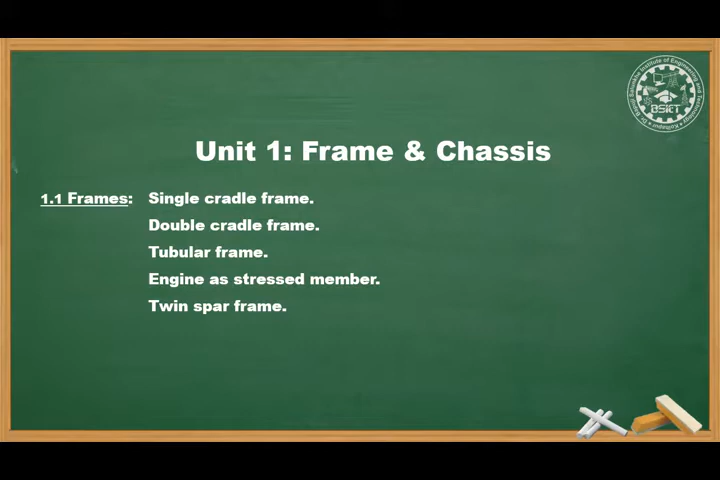 Unit 1: Frame & Chassis
1.1 Frames: Single cradle frame.
Double cradle frame.
Tubular frame.
Engine as stressed member.
Twin spar frame.
BSIET